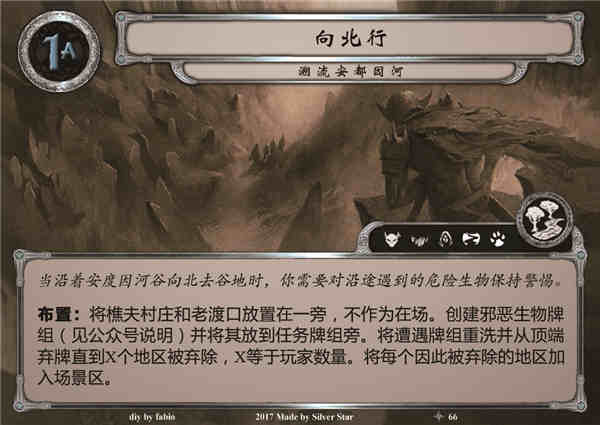 1A
向北行
溯流安都因河
当沿着安度因河谷向北去谷地时，你需要对沿途遇到的危险生物保持警惕。
布置：将樵夫村庄和老渡口放置在一旁，不作为在场。创建邪恶生物牌
组（见公众号说明）并将其放到任务牌组旁。将遭遇牌组重洗并从顶端
弃牌直到X个地区被弃除，X等于玩家数量。将每个因此被弃除的地区加
入场景区。
diy by fabio
2017 Made by Silver Star
66